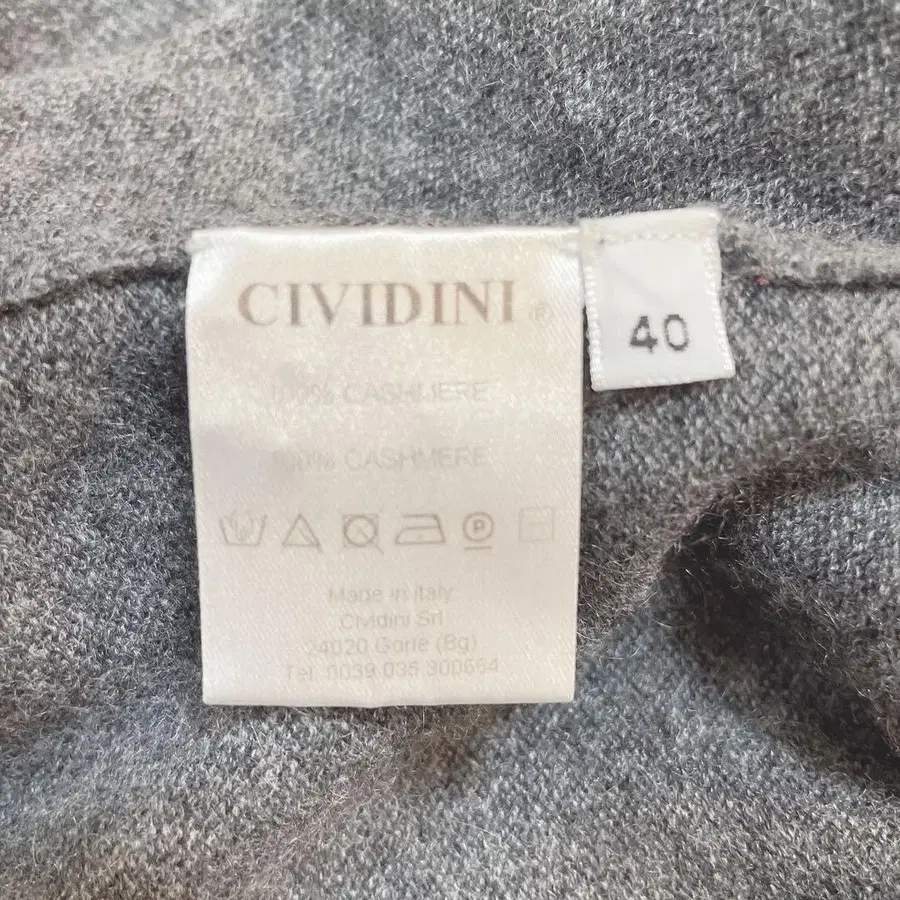 CIVIDINI ®
40
100% CASHMERE
100% CASHMERE
P
Made in Italy
Cividini Srl
24020 Gorle (Bg)
Tel. 0039 035 300664